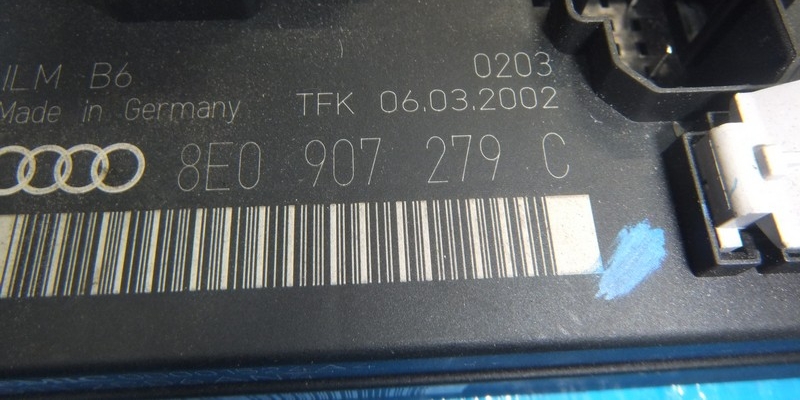 ILM B6
0203
Made in Germany
TFK 06.03.2002
8E0 907 279 C